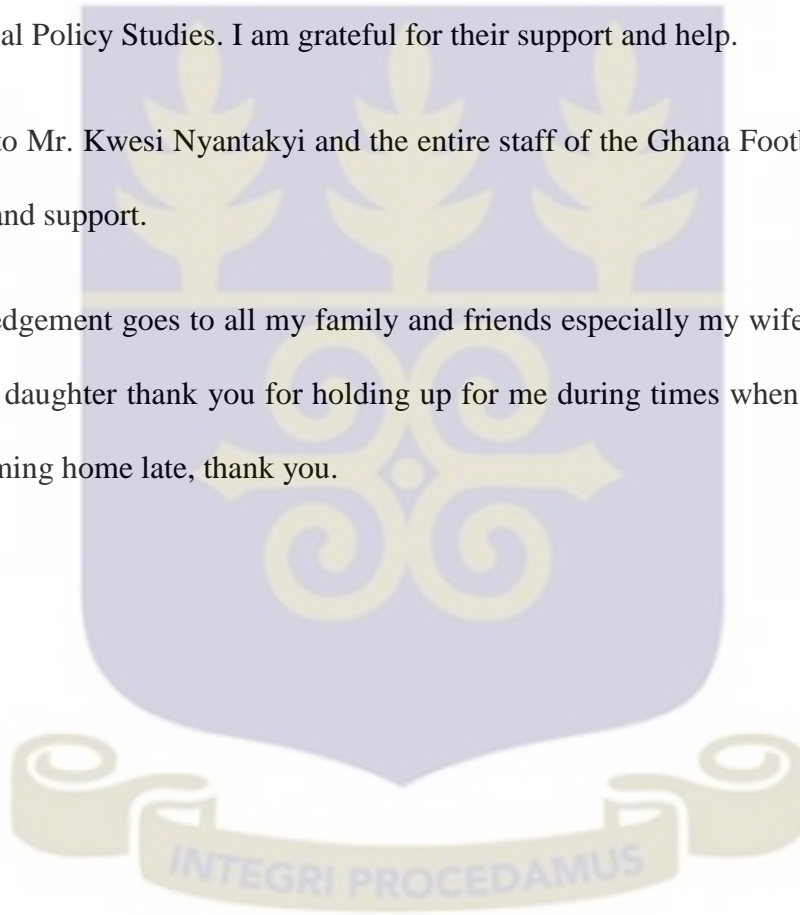 al Policy Studies. I am grateful for their support and help.
to Mr. Kwesi Nyantakyi and the entire staff of the Ghana Footb
and support.
edgement goes to all my family and friends especially my wife
daughter thank you for holding up for me during times when
ming home late, thank you.
INTEGRI PROCEDAMUS